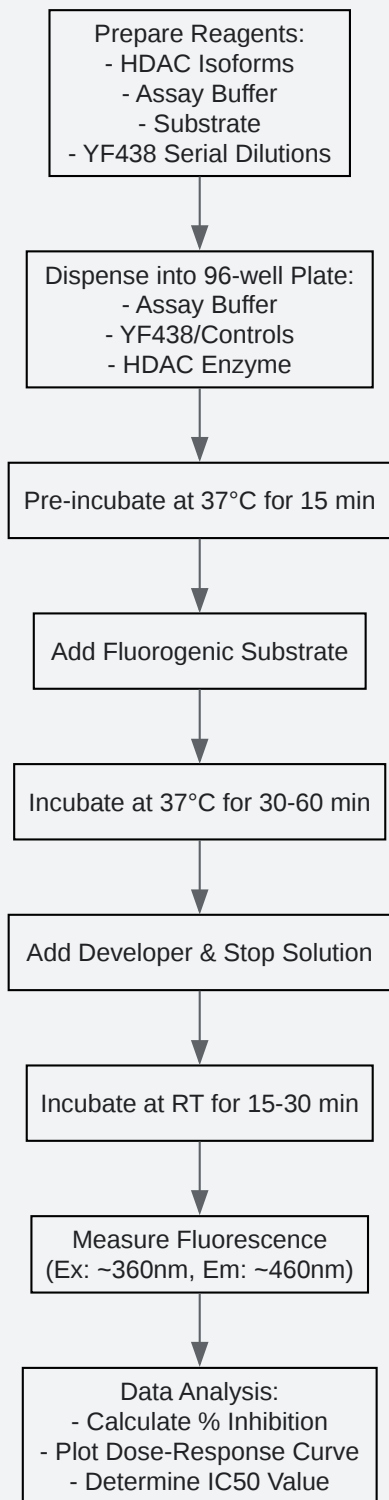 Prepare Reagents:
- HDAC Isoforms
- Assay Buffer
- Substrate
- YF438 Serial Dilutions
Dispense into 96-well Plate:
- Assay Buffer
- YF438/Controls
- HDAC Enzyme
Pre-incubate at 37°C for 15 min
Add Fluorogenic Substrate
Incubate at 37°C for 30-60 min
Add Developer & Stop Solution
Incubate at RT for 15-30 min
Measure Fluorescence
(Ex: ~360nm, Em: ~460nm)
Data Analysis:
- Calculate % Inhibition
- Plot Dose-Response Curve
- Determine IC50 Value